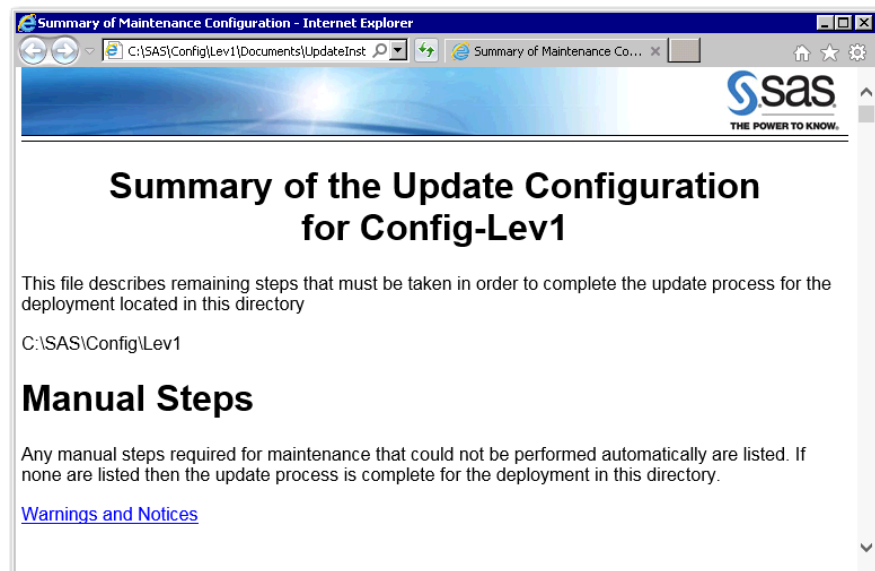 Summary of Maintenance Configuration - Internet Explorer
C:\SAS\Config\Lev1\Documents\UpdateInst
Summary of Maintenance Co...
sas
THE POWER TO KNOW.
Summary of the Update Configuration
for Config-Lev1
This file describes remaining steps that must be taken in order to complete the update process for the
deployment located in this directory
C:\SAS\Config\Lev1
Manual Steps
Any manual steps required for maintenance that could not be performed automatically are listed. If
none are listed then the update process is complete for the deployment in this directory.
Warnings and Notices